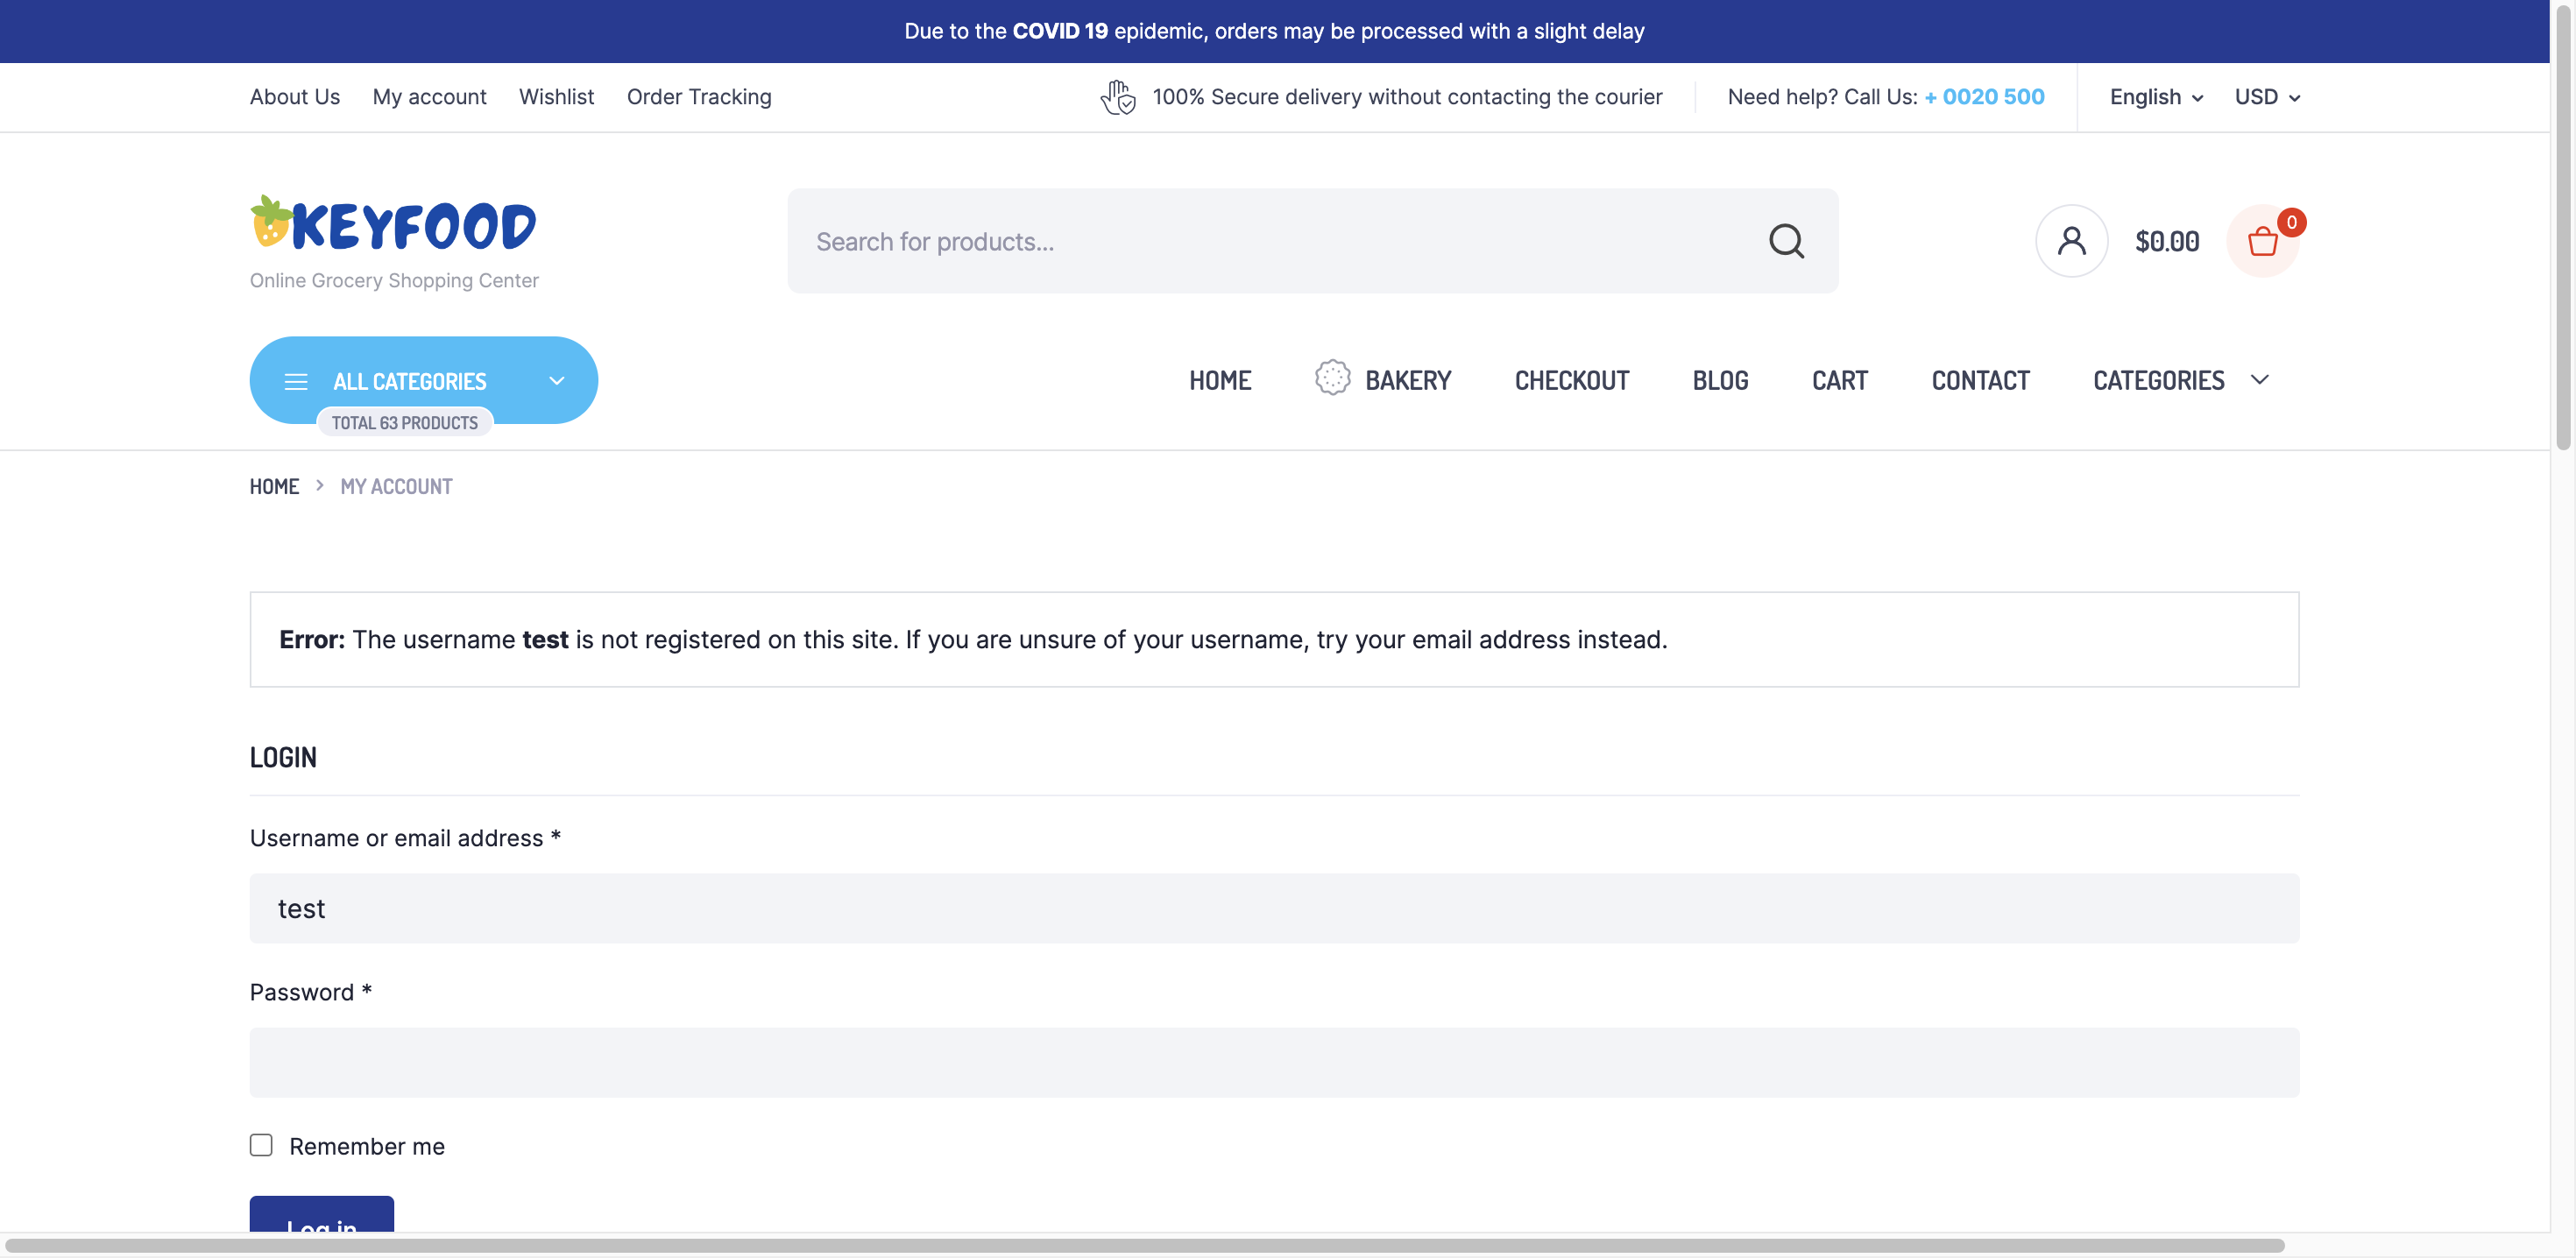 Due to the COVID 19 epidemic, orders may be processed with a slight delay
About Us My account Wishlist Order Tracking 100% Secure delivery without contacting the courier Need help? Call Us: + 0020 500 English USD
KEYFOOD
Online Grocery Shopping Center
Search for products...
$0.00
0
ALL CATEGORIES
TOTAL 63 PRODUCTS
HOME BAKERY CHECKOUT BLOG CART CONTACT CATEGORIES
HOME > MY ACCOUNT
Error: The username test is not registered on this site. If you are unsure of your username, try your email address instead.
LOGIN
Username or email address *
test
Password *
Remember me
Log in